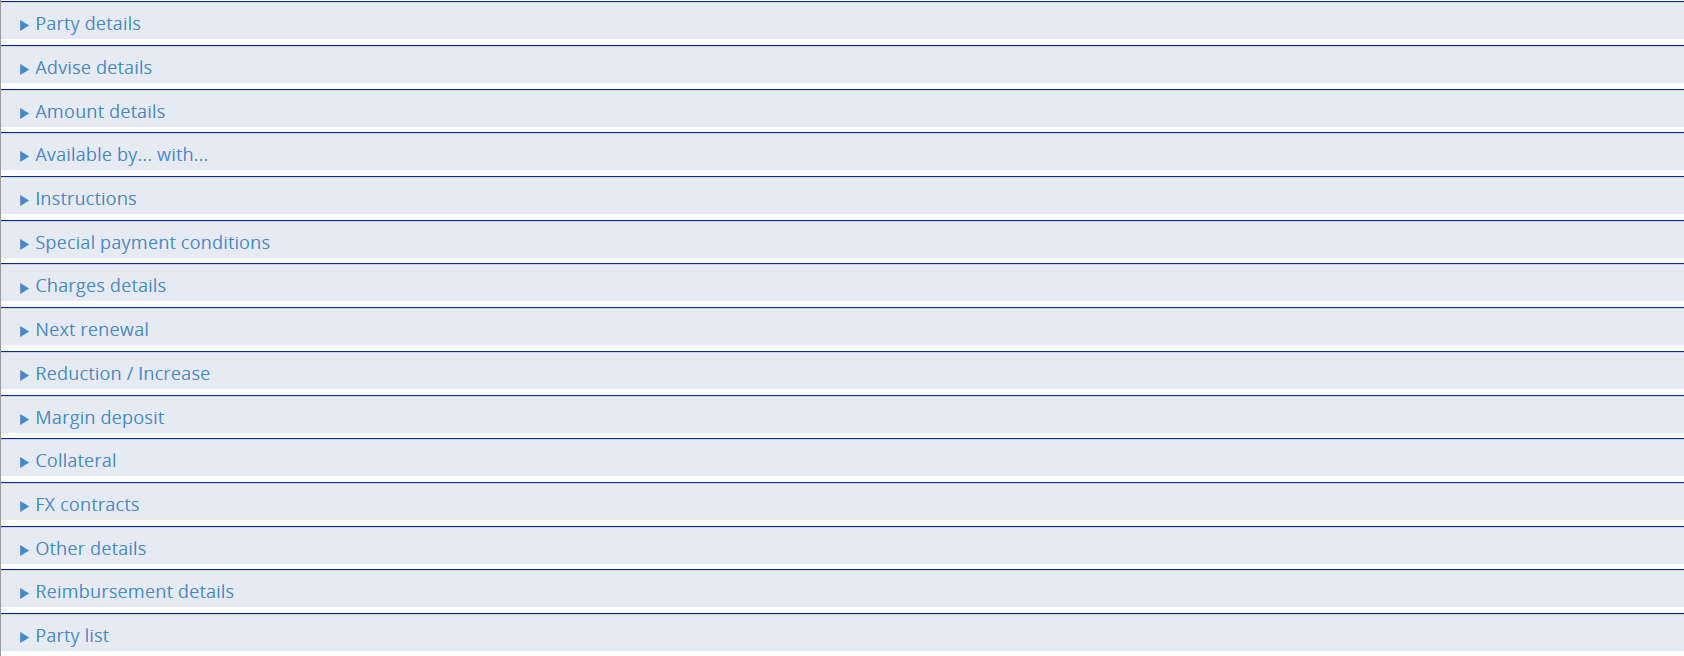 Party details
Advise details
Amount details
Available by... with...
Instructions
Special payment conditions
Charges details
Next renewal
Reduction / Increase
Margin deposit
Collateral
FX contracts
Other details
Reimbursement details
Party list